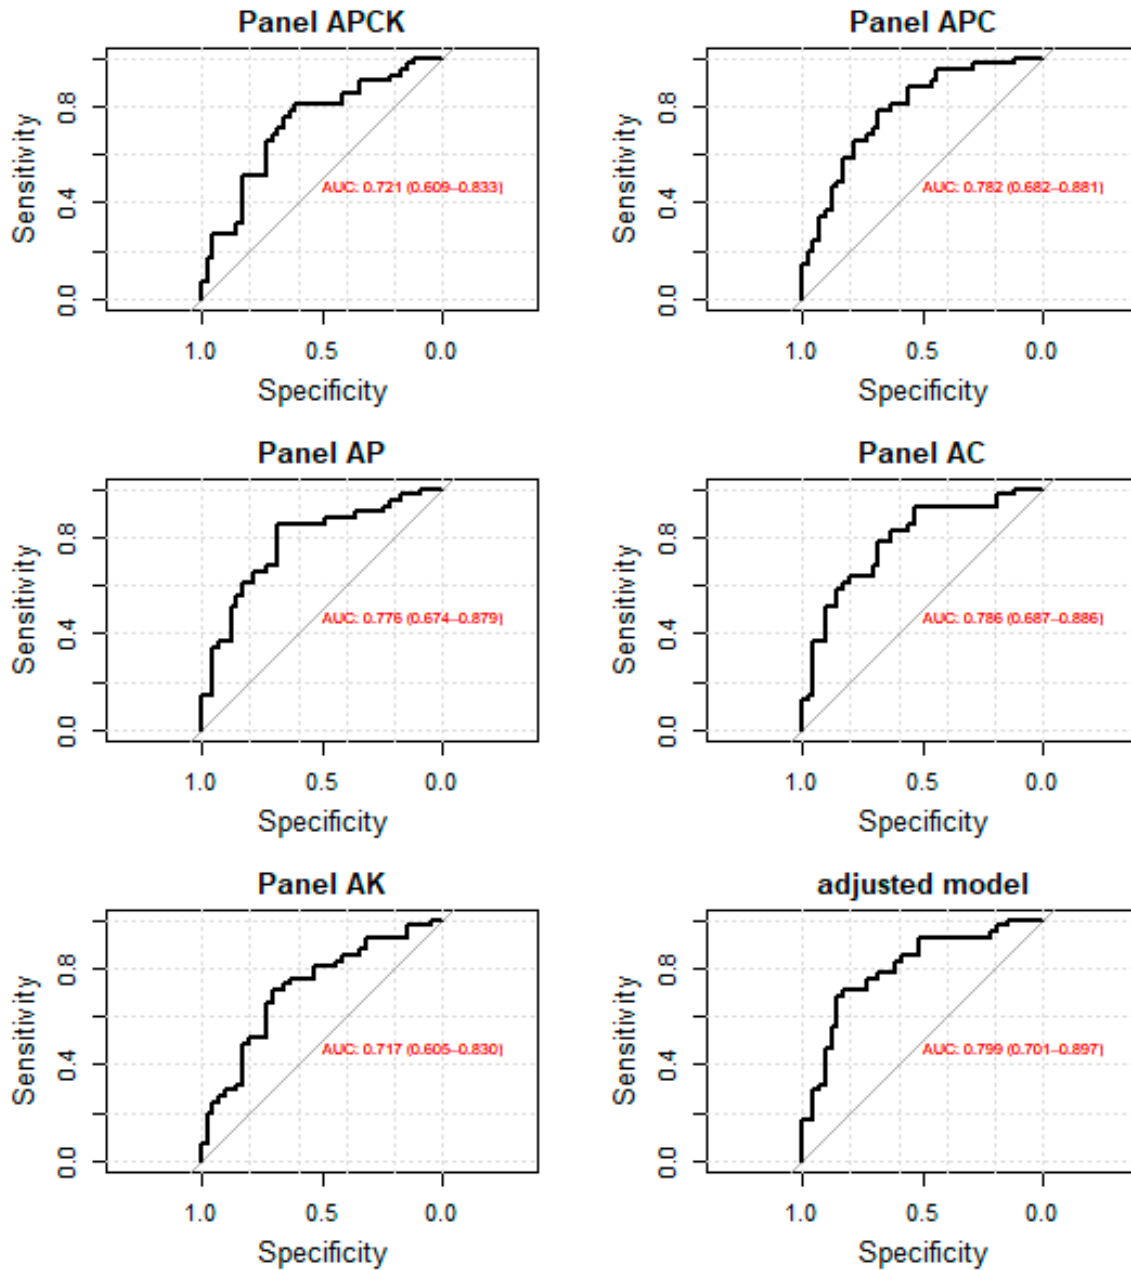 Panel APCK
Sensitivity
0.0 0.4 0.8
AUC: 0.721 (0.609–0.833)
1.0 0.5 0.0
Specificity
Panel APC
Sensitivity
0.0 0.4 0.8
AUC: 0.782 (0.682–0.881)
1.0 0.5 0.0
Specificity
Panel AP
Sensitivity
0.0 0.4 0.8
AUC: 0.776 (0.674–0.879)
1.0 0.5 0.0
Specificity
Panel AC
Sensitivity
0.0 0.4 0.8
AUC: 0.786 (0.687–0.886)
1.0 0.5 0.0
Specificity
Panel AK
Sensitivity
0.0 0.4 0.8
AUC: 0.717 (0.605–0.830)
1.0 0.5 0.0
Specificity
adjusted model
Sensitivity
0.0 0.4 0.8
AUC: 0.799 (0.701–0.897)
1.0 0.5 0.0
Specificity